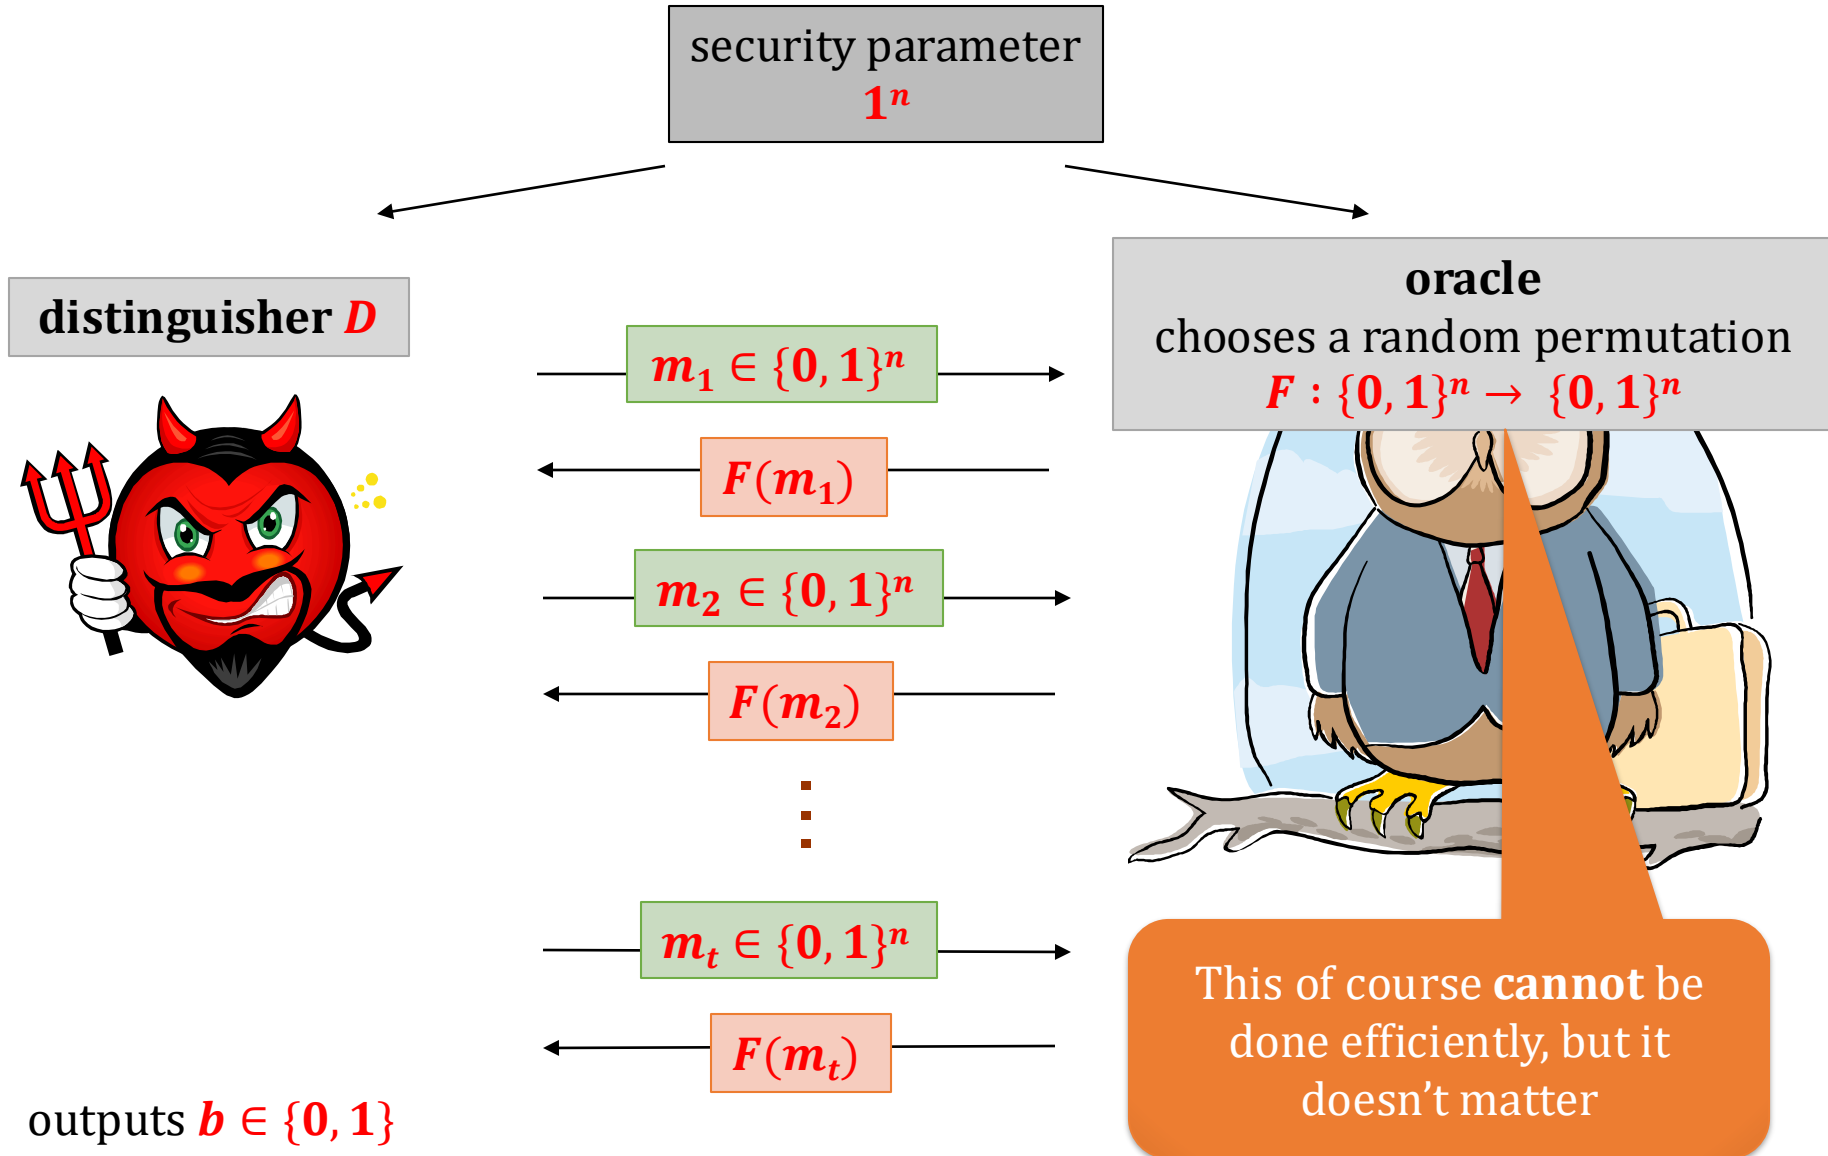 security parameter
1ⁿ
distinguisher D
oracle
chooses a random permutation
F : {0, 1}ⁿ → {0, 1}ⁿ
m₁ ∈ {0, 1}ⁿ
F(m₁)
m₂ ∈ {0, 1}ⁿ
F(m₂)
⋮
mₜ ∈ {0, 1}ⁿ
F(mₜ)
This of course cannot be
done efficiently, but it
doesn’t matter
outputs b ∈ {0, 1}